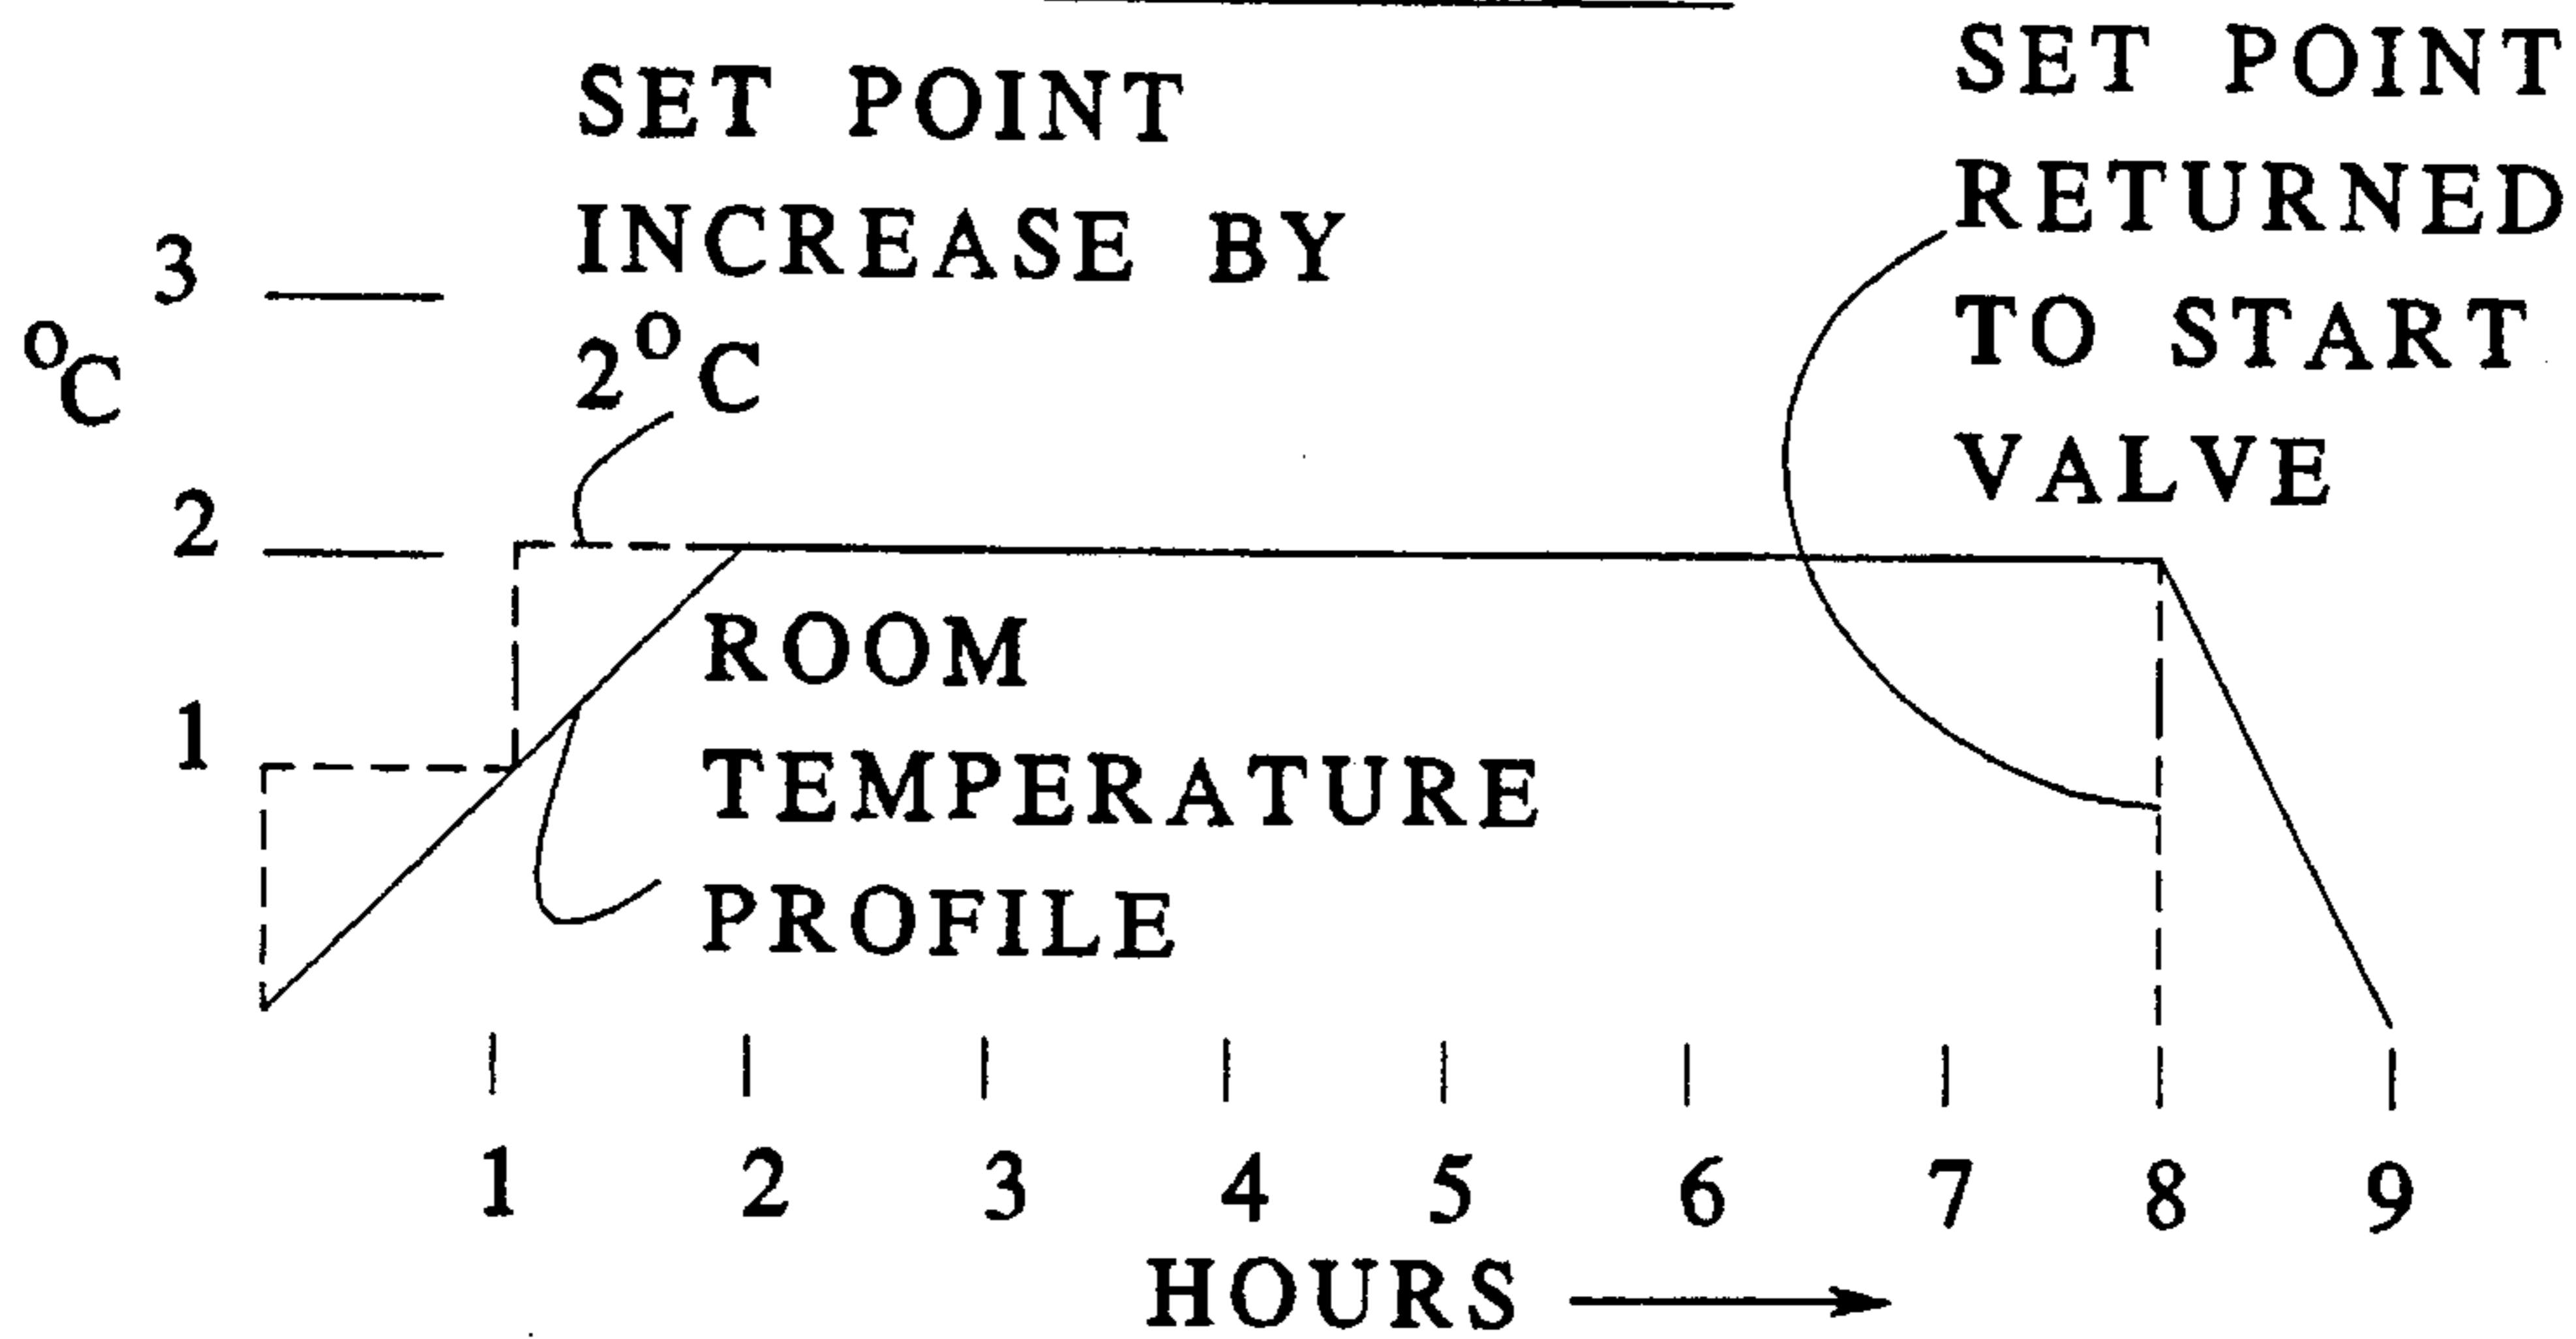 SET POINT
INCREASE BY
2°C
SET POINT
RETURNED
TO START
VALVE
3
°C
2
1
ROOM
TEMPERATURE
PROFILE
1 2 3 4 5 6 7 8 9
HOURS